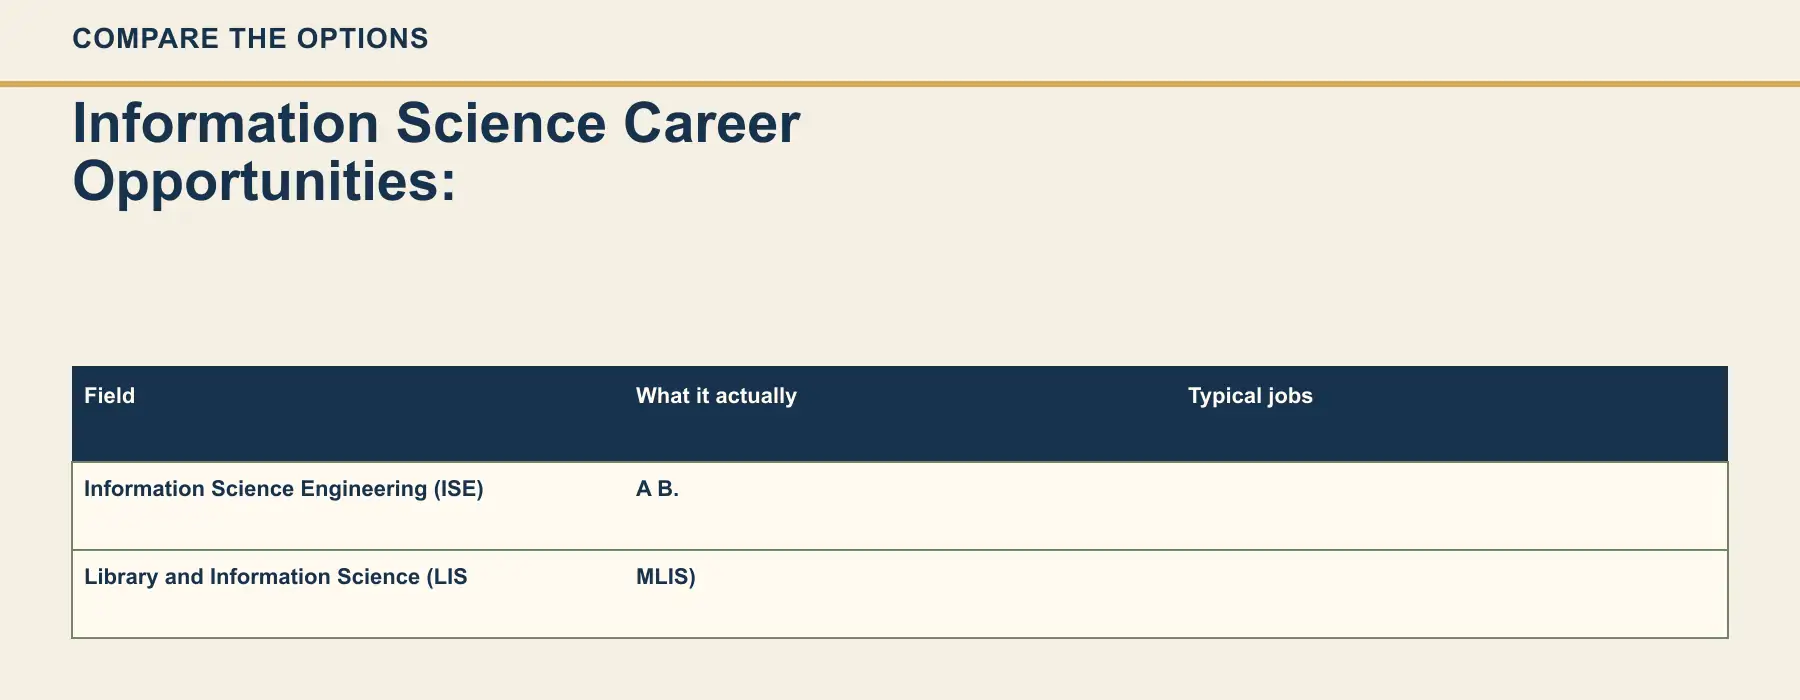 COMPARE THE OPTIONS
Information Science Career
Opportunities:
Field What it actually Typical jobs
Information Science Engineering (ISE) A B.
Library and Information Science (LIS MLIS)